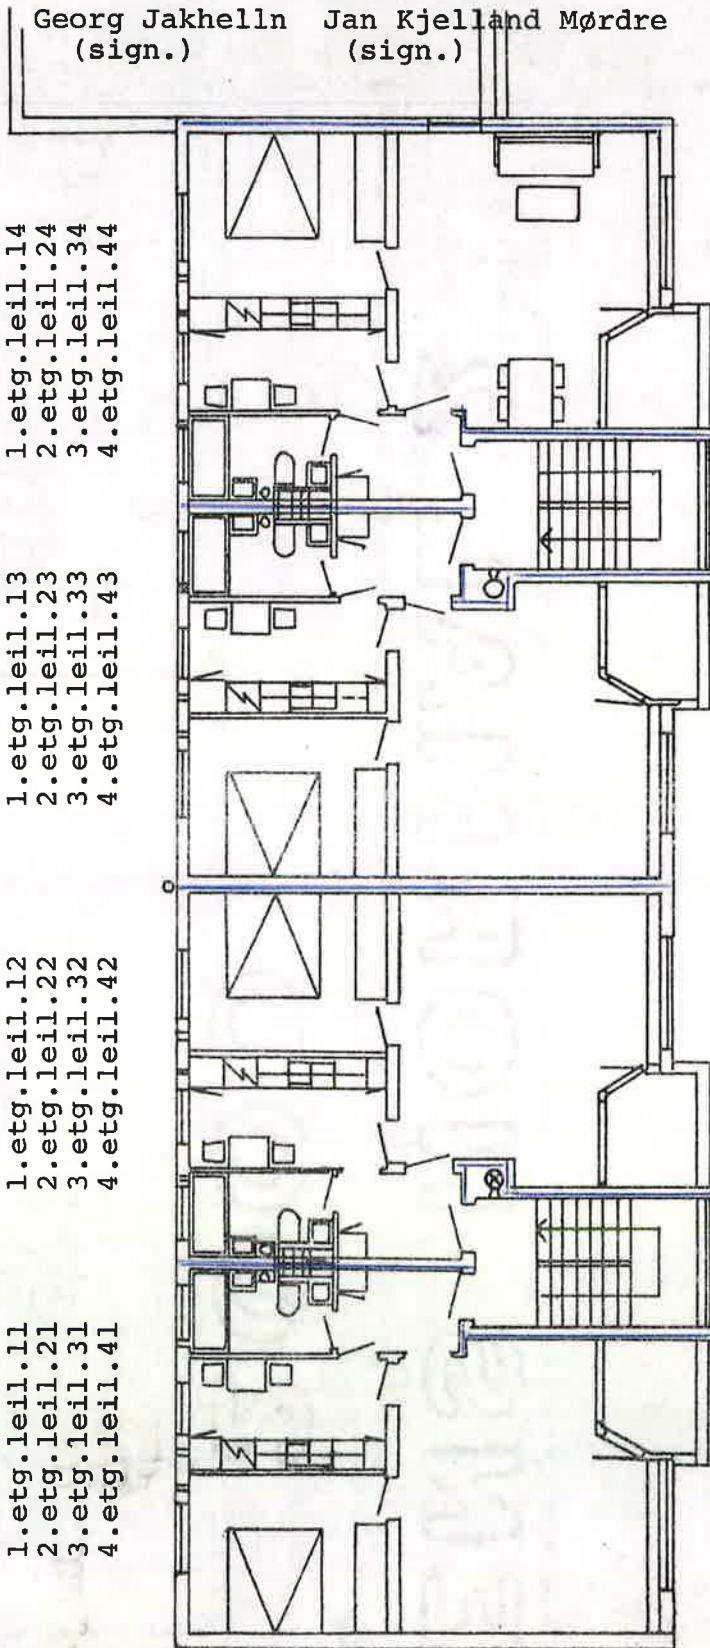 Georg Jakhelln Jan Kjelland Mørdre
(sign.) (sign.)
1.etg.leil.14
2.etg.leil.24
3.etg.leil.34
4.etg.leil.44
1.etg.leil.13
2.etg.leil.23
3.etg.leil.33
4.etg.leil.43
1.etg.leil.12
2.etg.leil.22
3.etg.leil.32
4.etg.leil.42
1.etg.leil.11
2.etg.leil.21
3.etg.leil.31
4.etg.leil.41